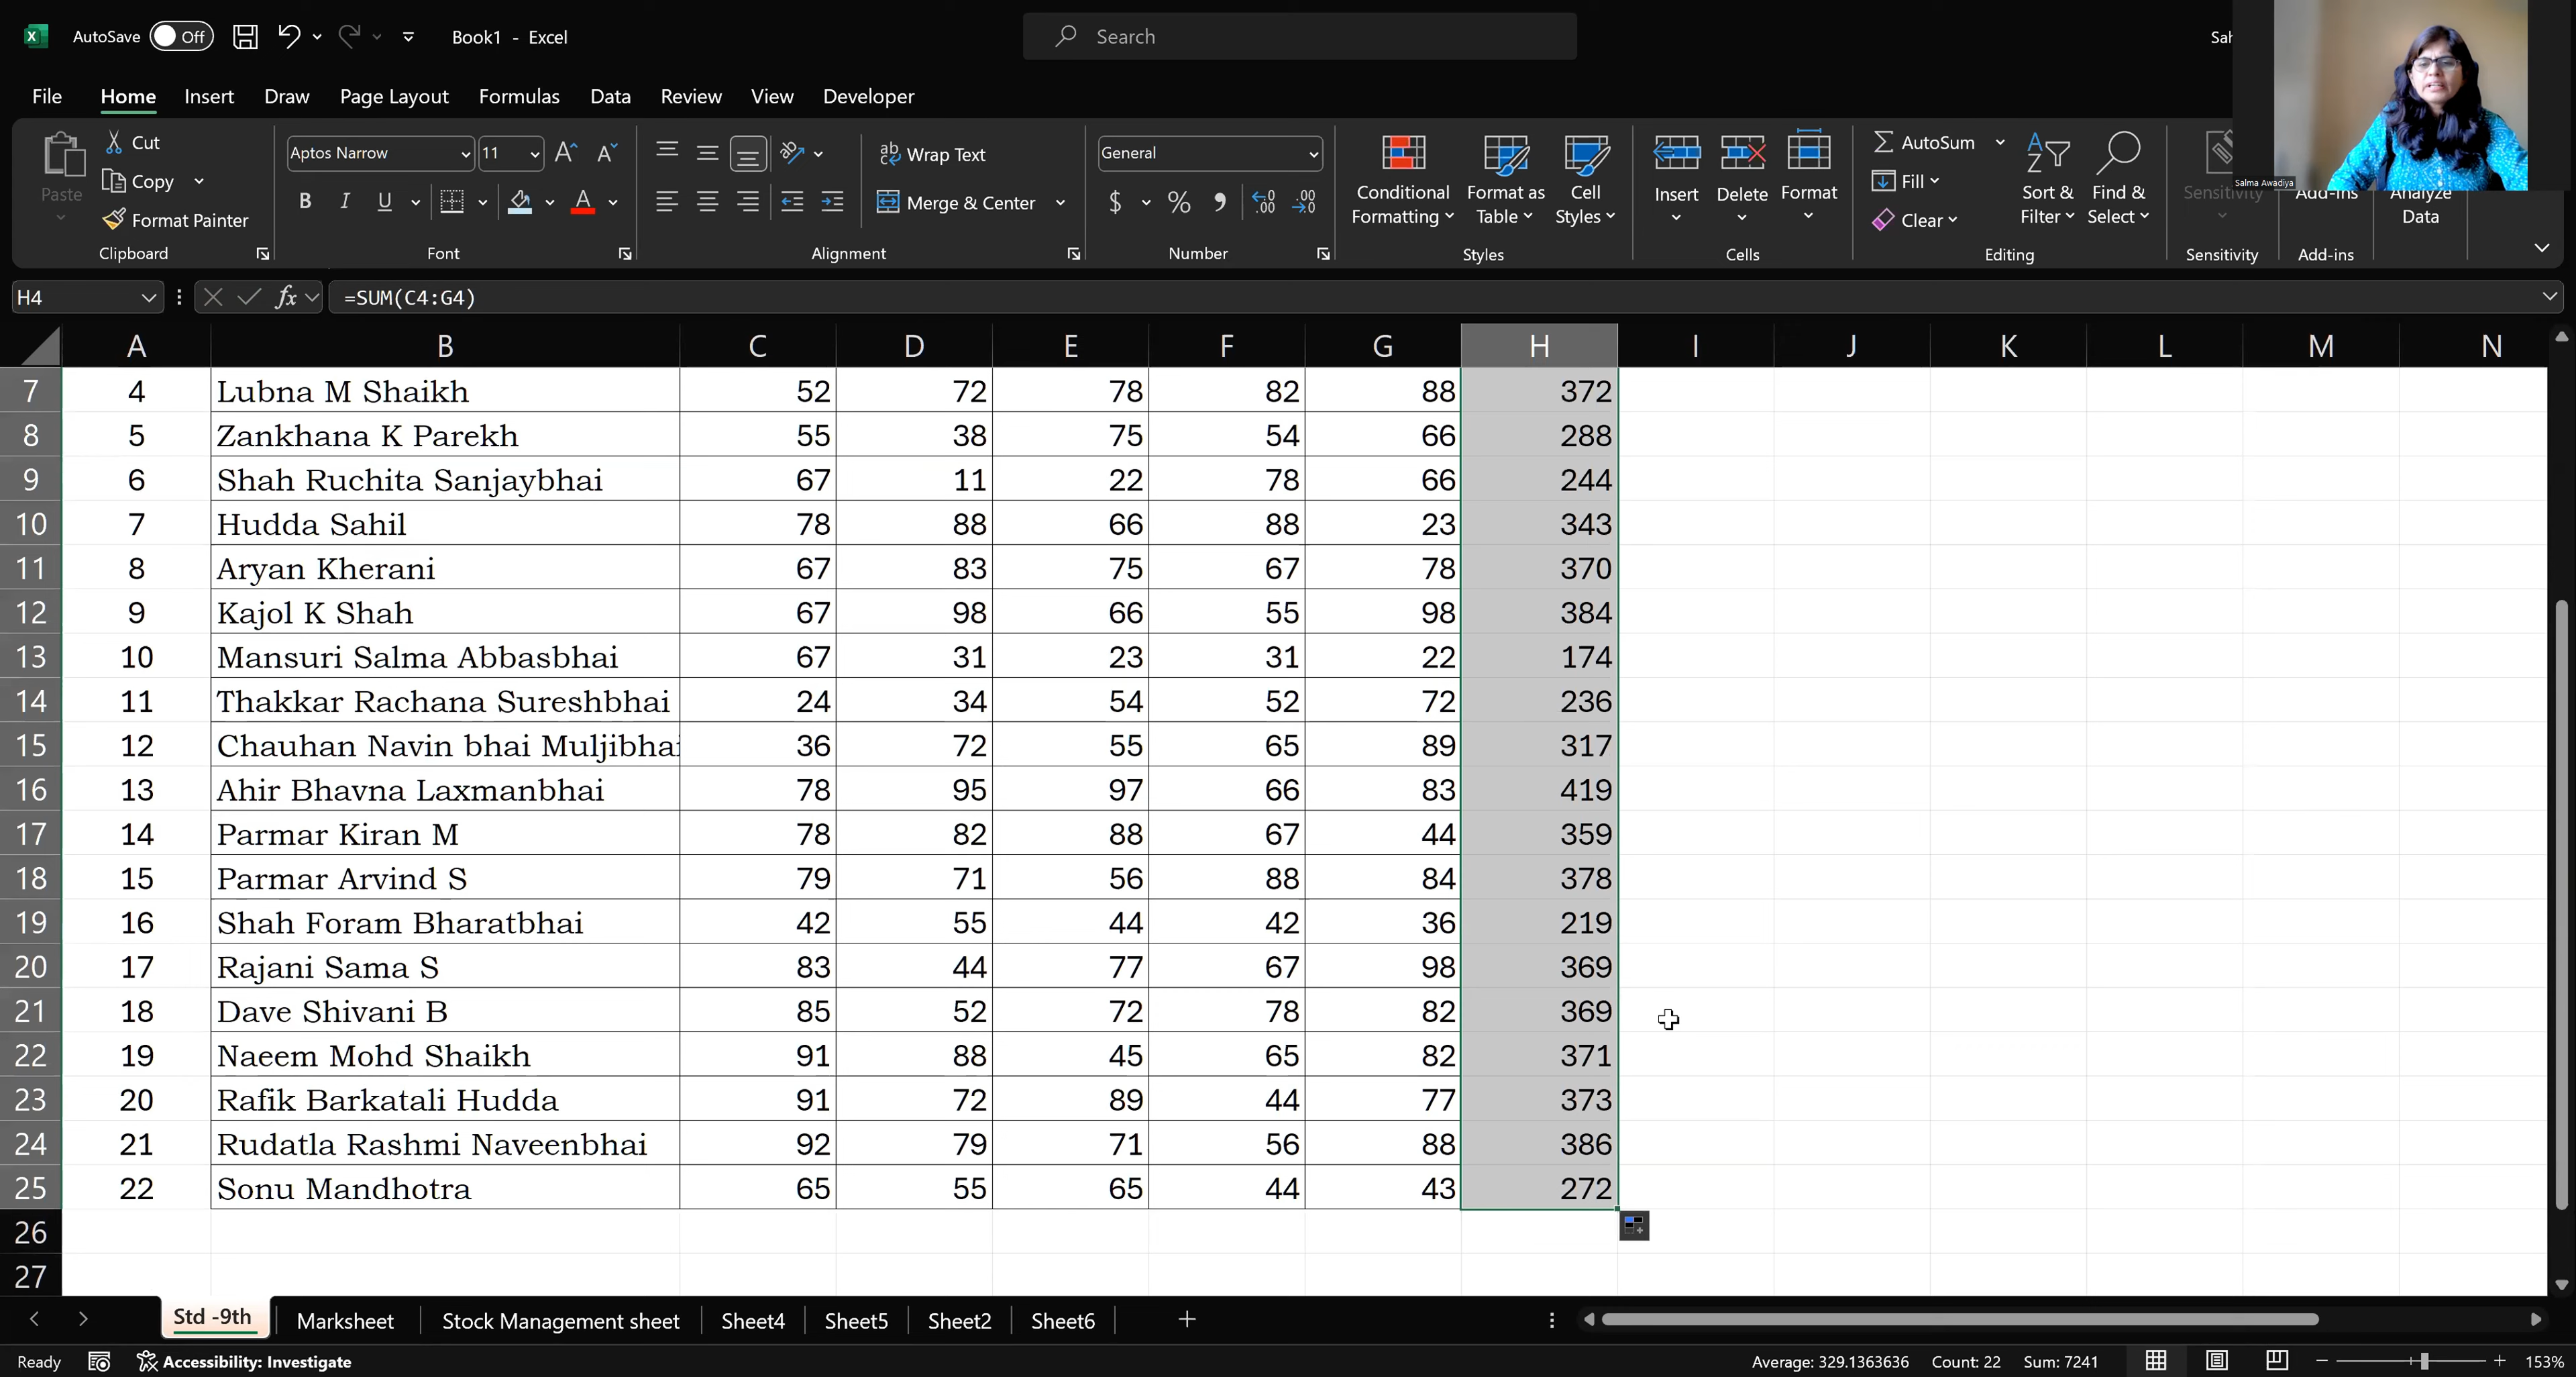 AutoSave Off Book1 - Excel Search Sah
File Home Insert Draw Page Layout Formulas Data Review View Developer
Paste Cut Copy Format Painter Clipboard
Aptos Narrow 11 A A B I U A Font
ab c Wrap Text Merge & Center Alignment
General $ % 9 .00 .00 Number
Conditional Formatting Format as Table Cell Styles Styles
Insert Delete Format Cells
AutoSum Fill Clear Sort & Filter Find & Select Editing
Sensitivity Sensitivity
Add-ins Add-ins
Analyze Data
Salma Awadiya
H4 fx =SUM(C4:G4)
A B C D E F G H I J K L M N
7 4 Lubna M Shaikh 52 72 78 82 88 372
8 5 Zankhana K Parekh 55 38 75 54 66 288
9 6 Shah Ruchita Sanjaybhai 67 11 22 78 66 244
10 7 Hudda Sahil 78 88 66 88 23 343
11 8 Aryan Kherani 67 83 75 67 78 370
12 9 Kajol K Shah 67 98 66 55 98 384
13 10 Mansuri Salma Abbasbhai 67 31 23 31 22 174
14 11 Thakkar Rachana Sureshbhai 24 34 54 52 72 236
15 12 Chauhan Navin bhai Muljibhai 36 72 55 65 89 317
16 13 Ahir Bhavna Laxmanbhai 78 95 97 66 83 419
17 14 Parmar Kiran M 78 82 88 67 44 359
18 15 Parmar Arvind S 79 71 56 88 84 378
19 16 Shah Foram Bharatbhai 42 55 44 42 36 219
20 17 Rajani Sama S 83 44 77 67 98 369
21 18 Dave Shivani B 85 52 72 78 82 369
22 19 Naeem Mohd Shaikh 91 88 45 65 82 371
23 20 Rafik Barkatali Hudda 91 72 89 44 77 373
24 21 Rudatla Rashmi Naveenbhai 92 79 71 56 88 386
25 22 Sonu Mandhotra 65 55 65 44 43 272
26
27
Std -9th Marksheet Stock Management sheet Sheet4 Sheet5 Sheet2 Sheet6
Ready Accessibility: Investigate Average: 329.1363636 Count: 22 Sum: 7241 153%